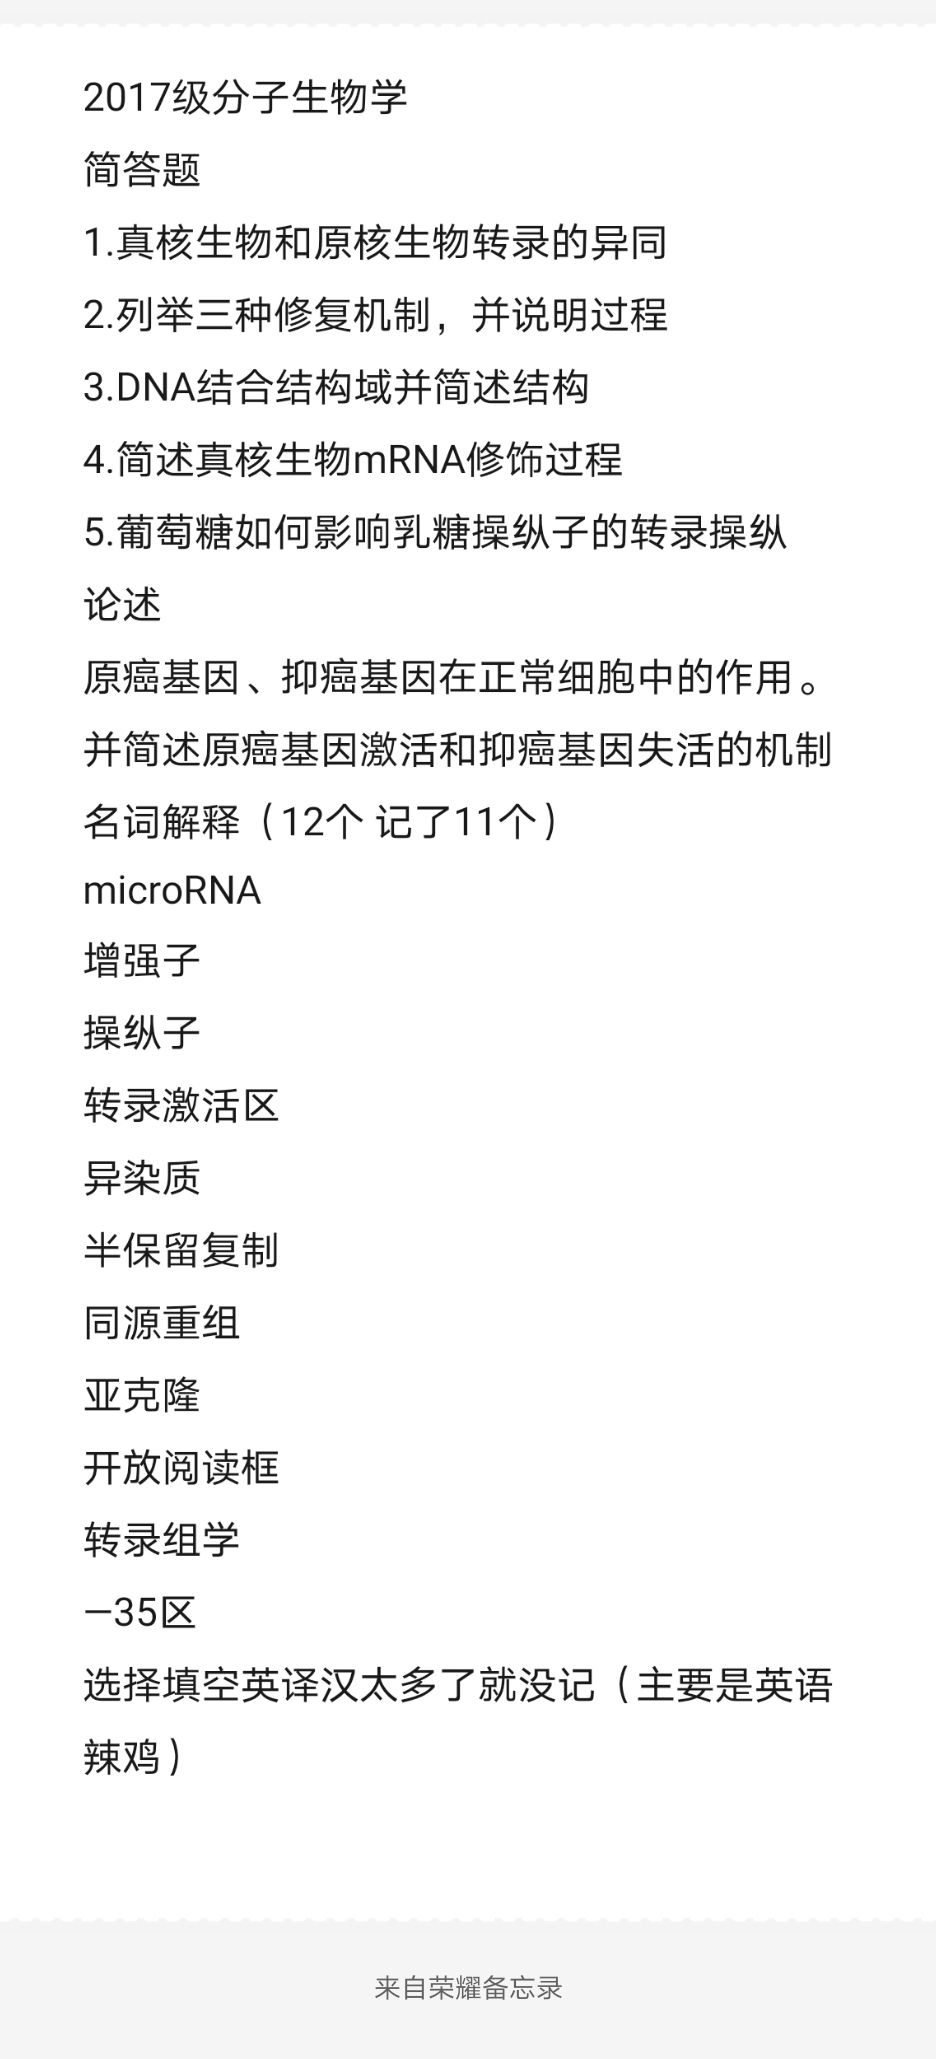 2017级分子生物学
简答题
1.真核生物和原核生物转录的异同
2.列举三种修复机制，并说明过程
3.DNA结合结构域并简述结构
4.简述真核生物mRNA修饰过程
5.葡萄糖如何影响乳糖操纵子的转录操纵
论述
原癌基因、抑癌基因在正常细胞中的作用。
并简述原癌基因激活和抑癌基因失活的机制
名词解释（12个 记了11个）
microRNA
增强子
操纵子
转录激活区
异染质
半保留复制
同源重组
亚克隆
开放阅读框
转录组学
—35区
选择填空英译汉太多了就没记（主要是英语
辣鸡）
来自荣耀备忘录